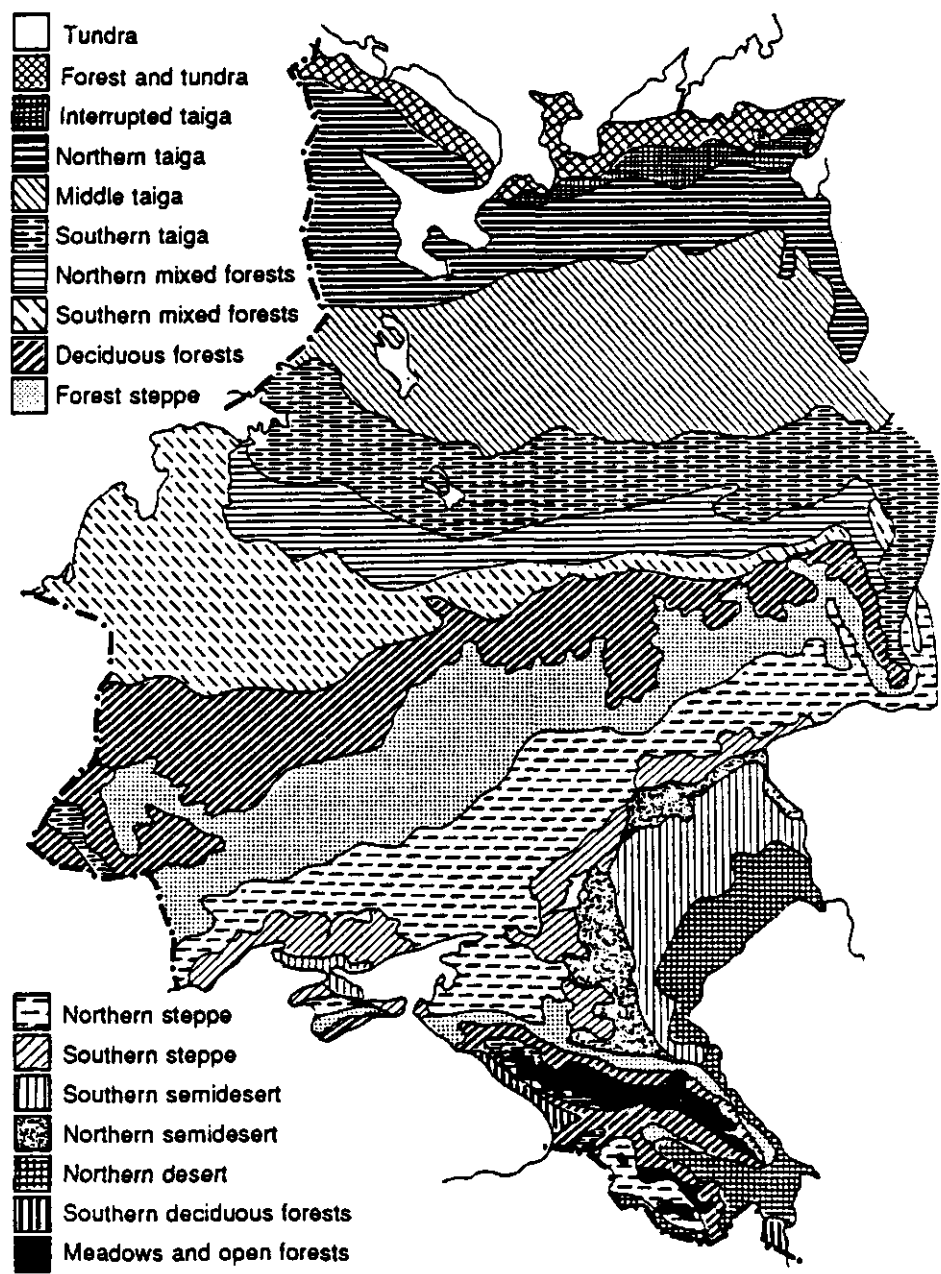 Tundra
Forest and tundra
Interrupted taiga
Northern taiga
Middle taiga
Southern taiga
Northern mixed forests
Southern mixed forests
Deciduous forests
Forest steppe
Northern steppe
Southern steppe
Southern semidesert
Northern semidesert
Northern desert
Southern deciduous forests
Meadows and open forests